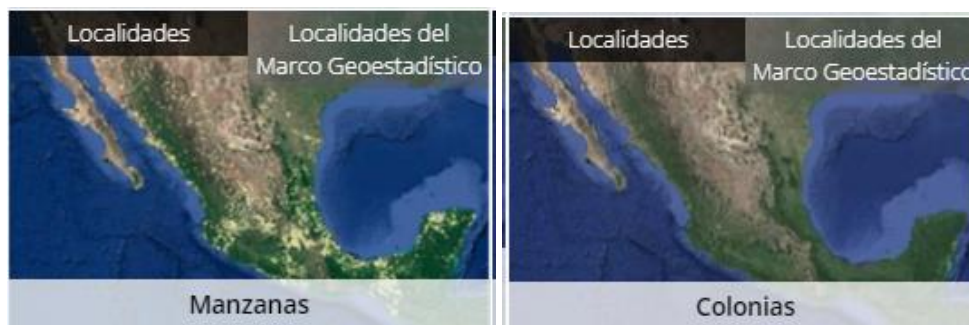 Localidades
Localidades del
Marco Geoestadístico
Manzanas
Localidades
Localidades del
Marco Geoestadístico
Colonias